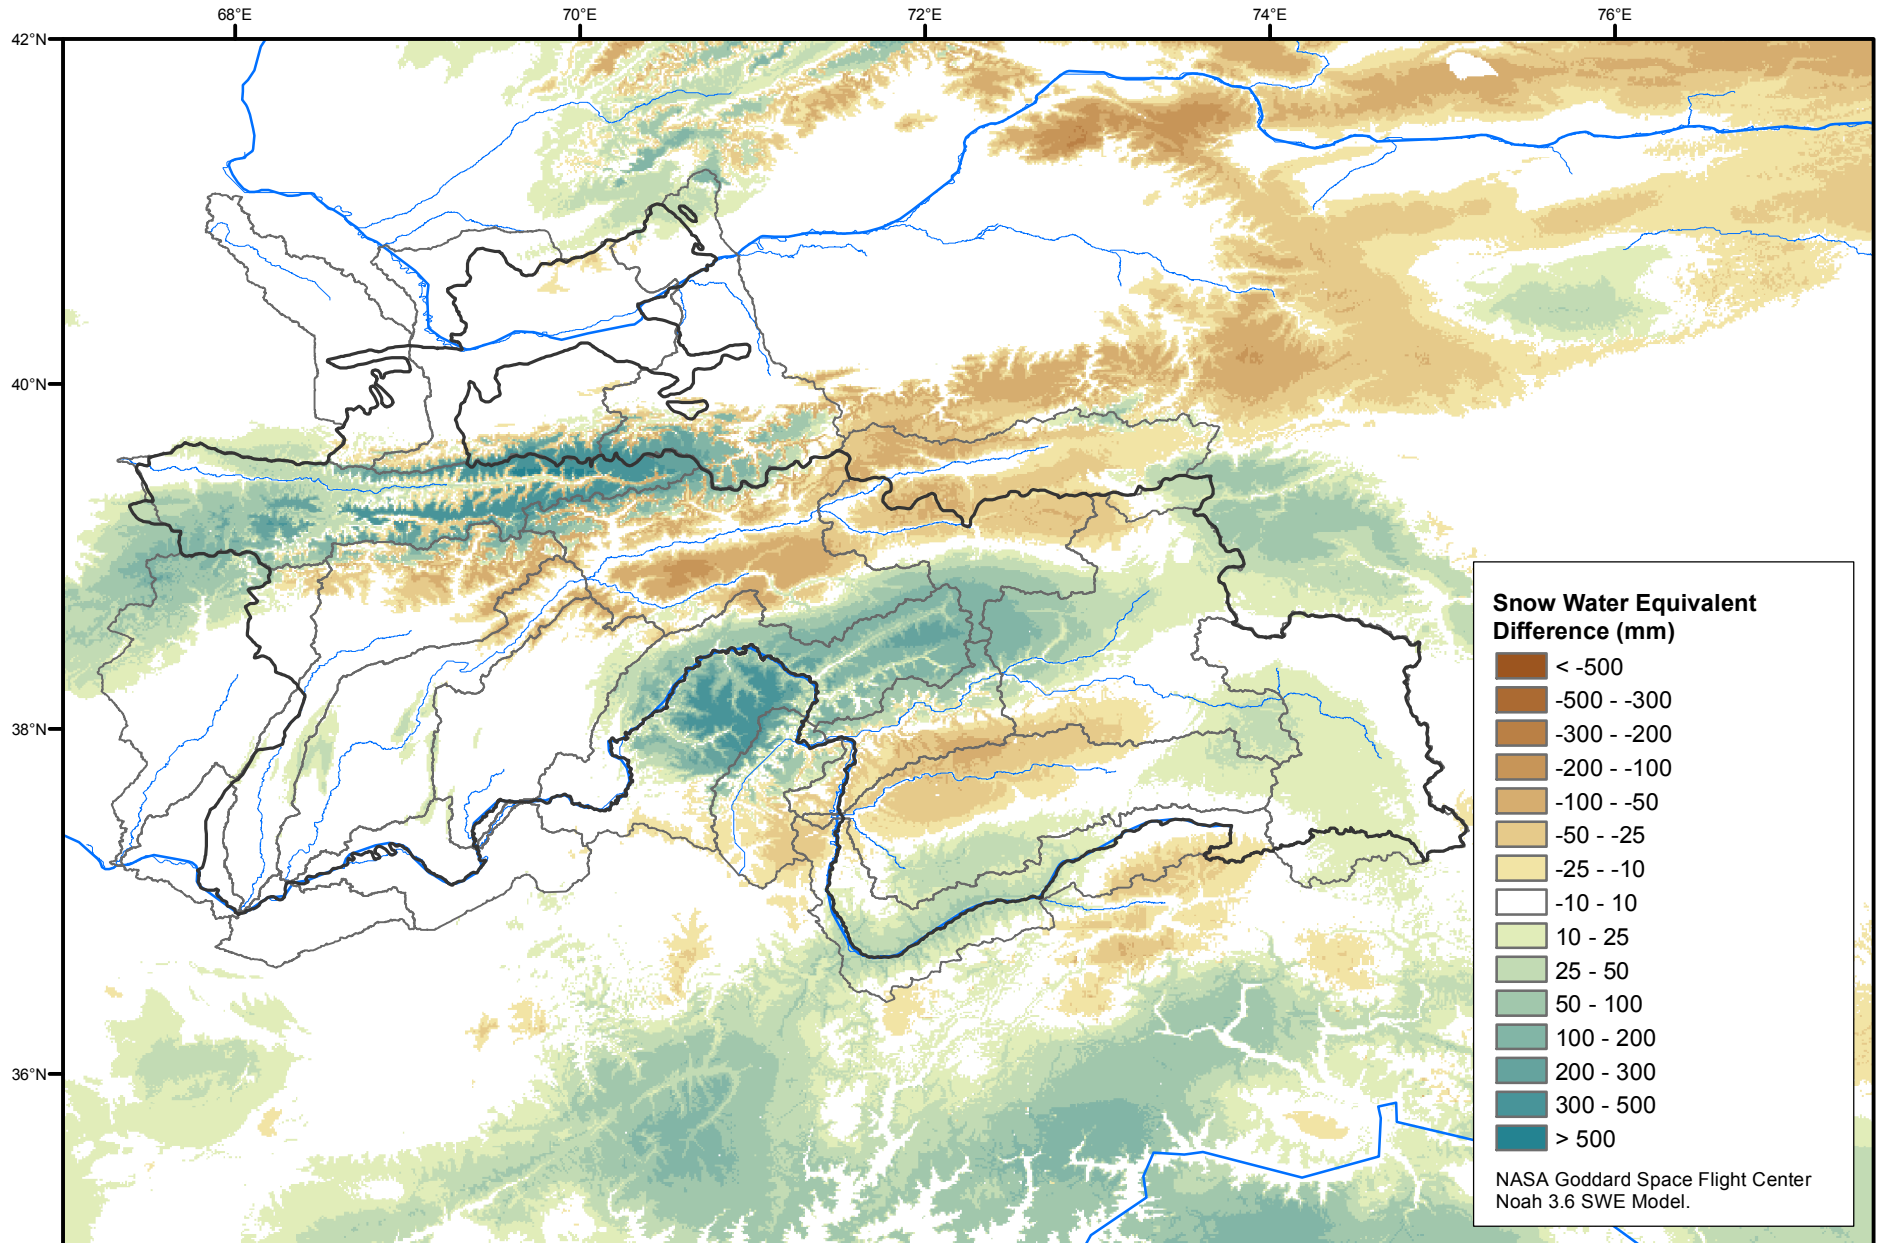 68°E 70°E 72°E 74°E 76°E
42°N
40°N
38°N
36°N
Snow Water Equivalent
Difference (mm)
< -500
-500 - -300
-300 - -200
-200 - -100
-100 - -50
-50 - -25
-25 - -10
-10 - 10
10 - 25
25 - 50
50 - 100
100 - 200
200 - 300
300 - 500
> 500
NASA Goddard Space Flight Center
Noah 3.6 SWE Model.